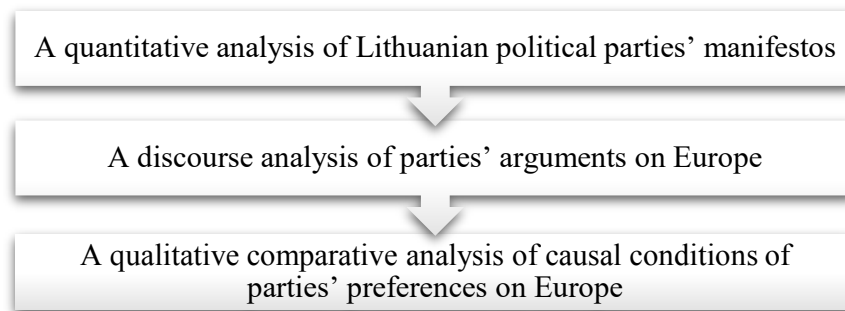 A quantitative analysis of Lithuanian political parties’ manifestos
A discourse analysis of parties’ arguments on Europe
A qualitative comparative analysis of causal conditions of
parties’ preferences on Europe